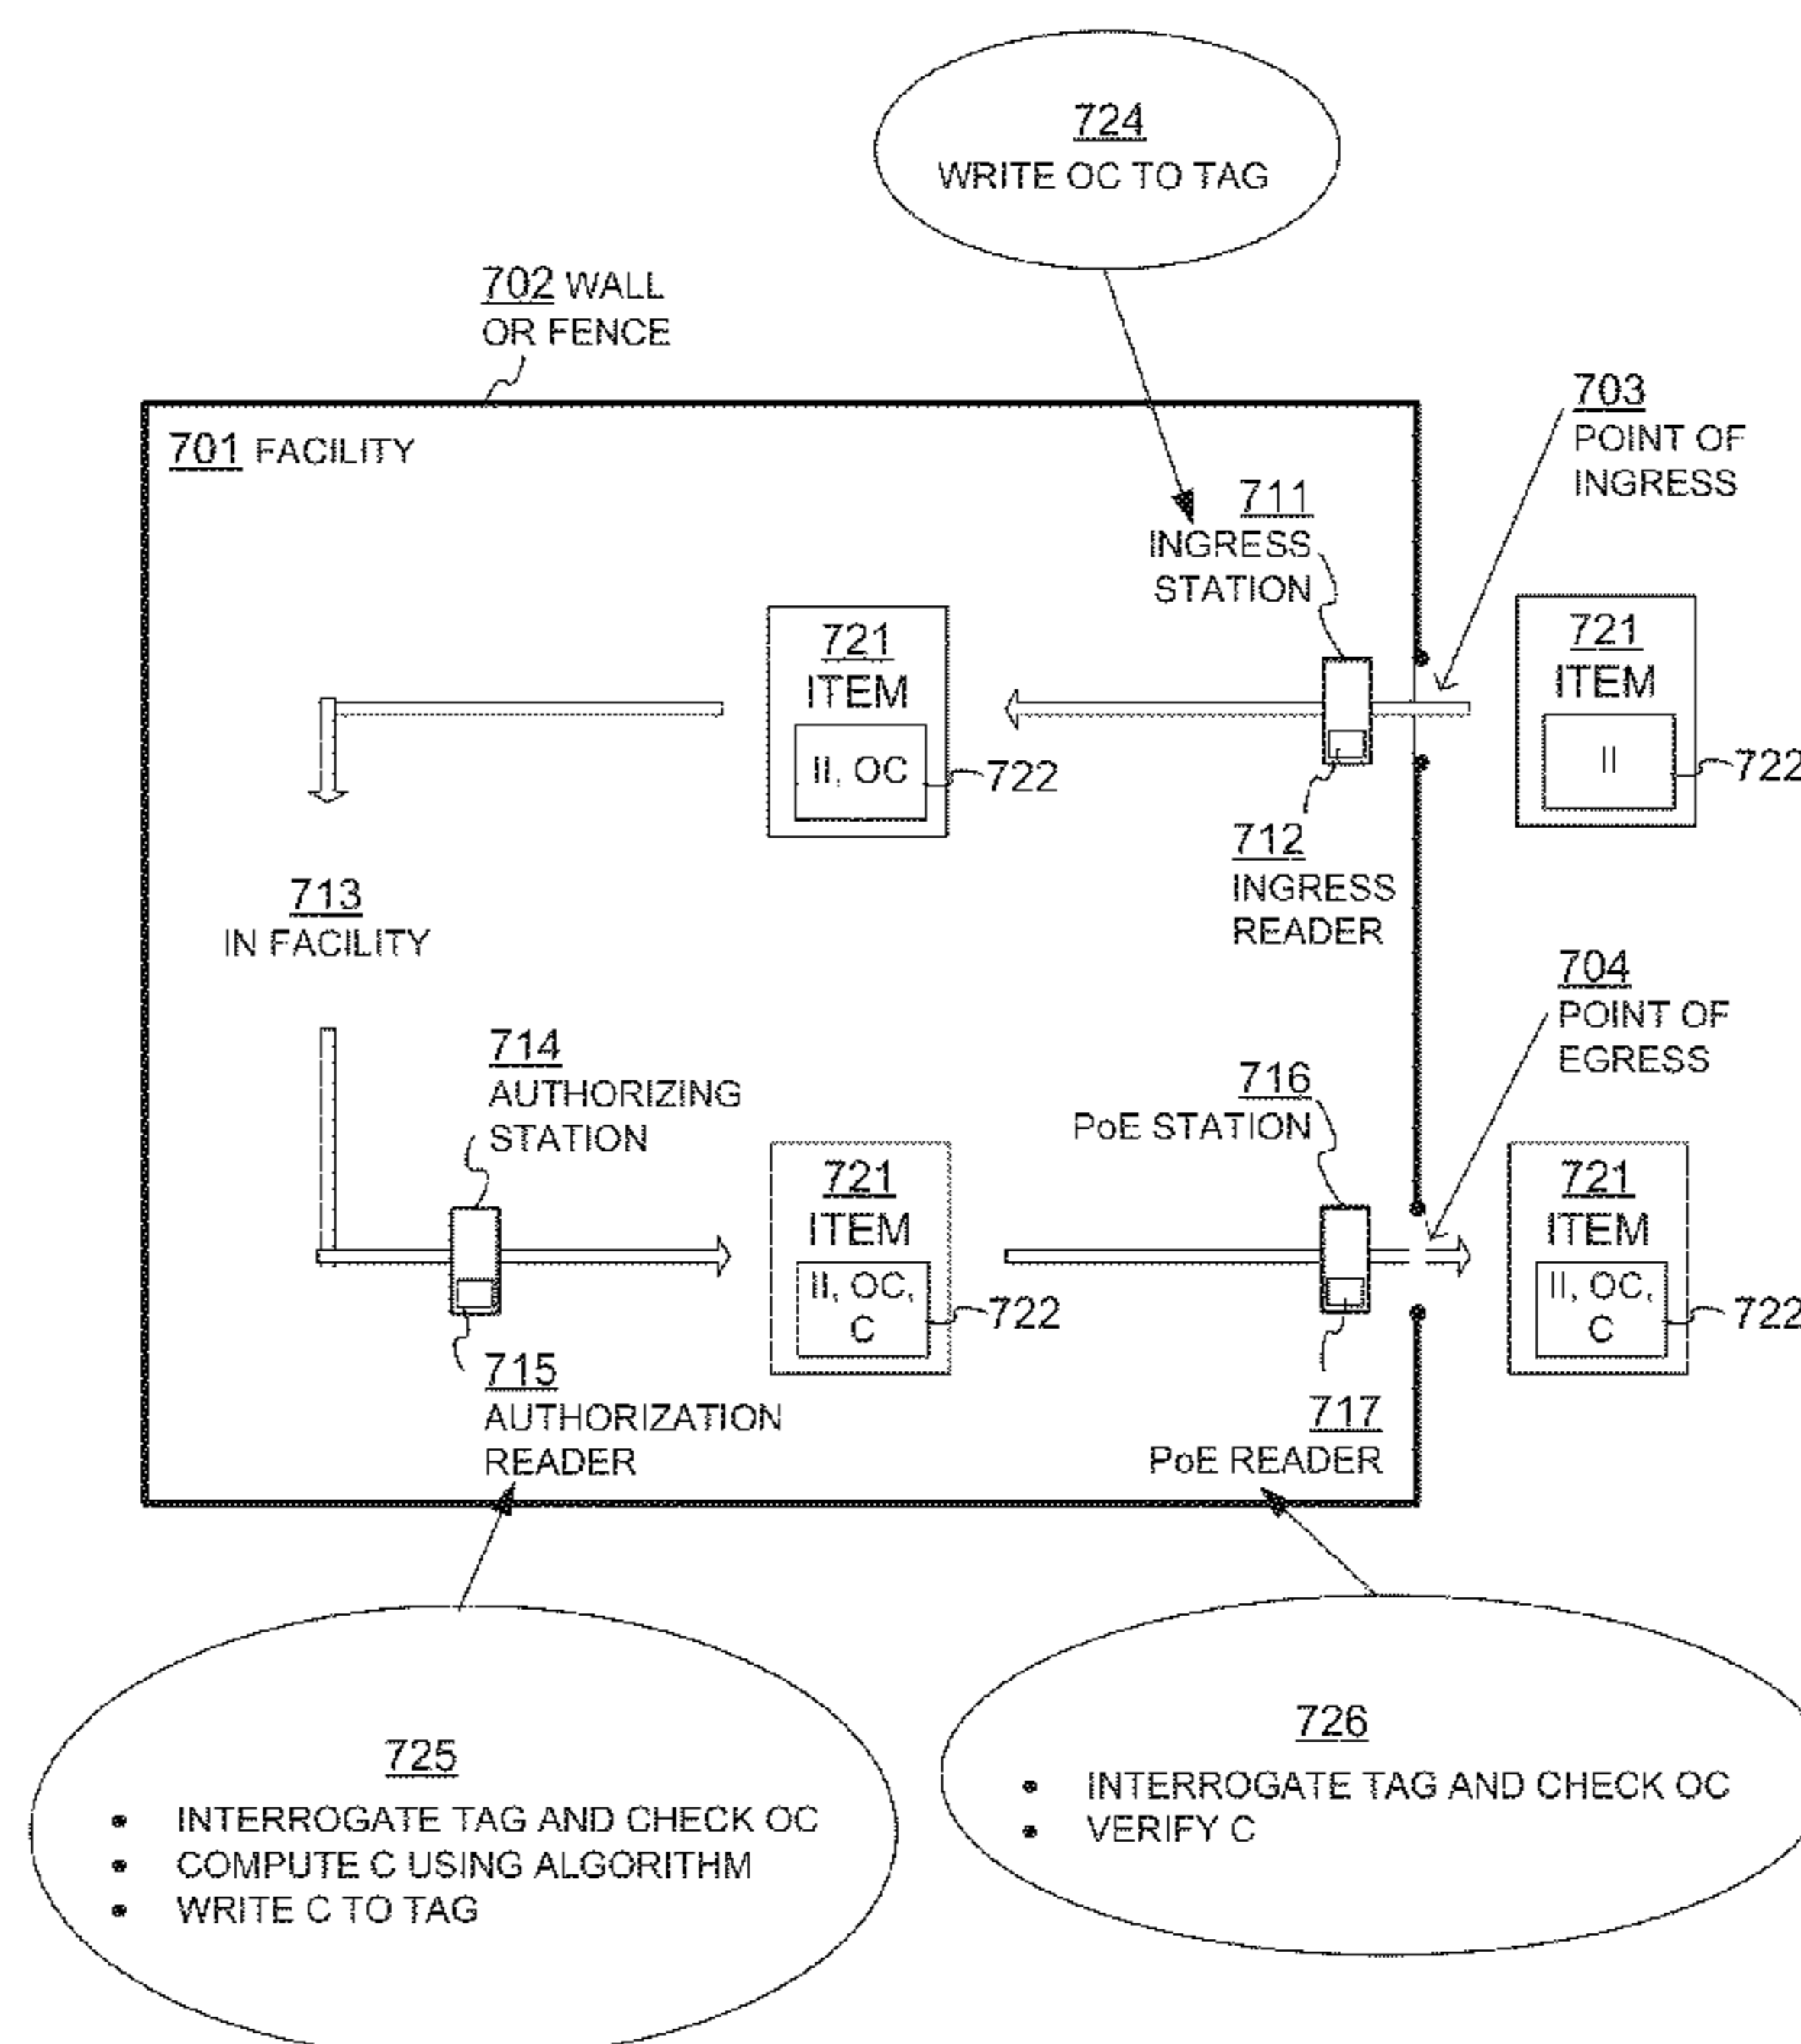 724
WRITE OC TO TAG
702 WALL
OR FENCE
703
POINT OF
INGRESS
701 FACILITY
711
INGRESS
STATION
721
ITEM
II, OC
722
721
ITEM
II
722
712
INGRESS
READER
713
IN FACILITY
704
POINT OF
EGRESS
714
AUTHORIZING
STATION
716
PoE STATION
721
ITEM
II, OC,
C
722
721
ITEM
II, OC,
C
722
715
AUTHORIZATION
READER
717
PoE READER
725
• INTERROGATE TAG AND CHECK OC
• COMPUTE C USING ALGORITHM
• WRITE C TO TAG
726
• INTERROGATE TAG AND CHECK OC
• VERIFY C